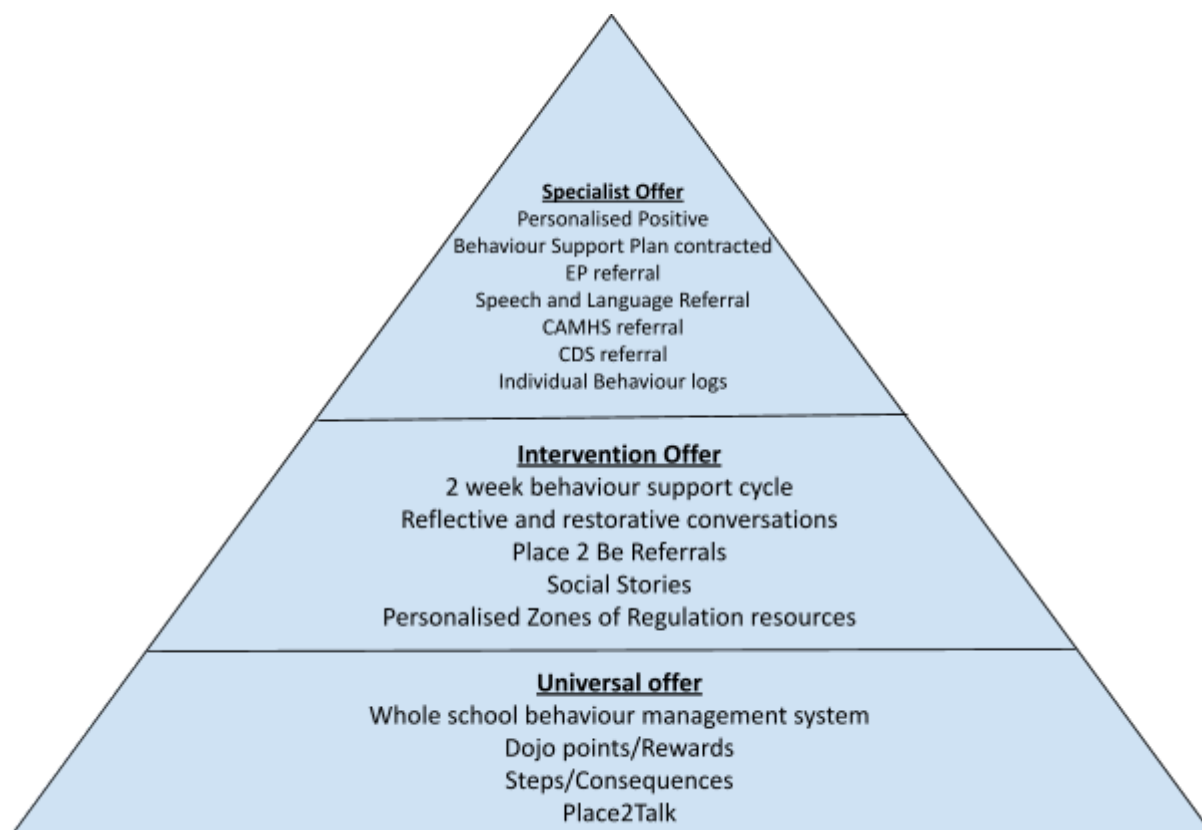 Specialist Offer
Personalised Positive
Behaviour Support Plan contracted
EP referral
Speech and Language Referral
CAMHS referral
CDS referral
Individual Behaviour logs
Intervention Offer
2 week behaviour support cycle
Reflective and restorative conversations
Place 2 Be Referrals
Social Stories
Personalised Zones of Regulation resources
Universal offer
Whole school behaviour management system
Dojo points/Rewards
Steps/Consequences
Place2Talk